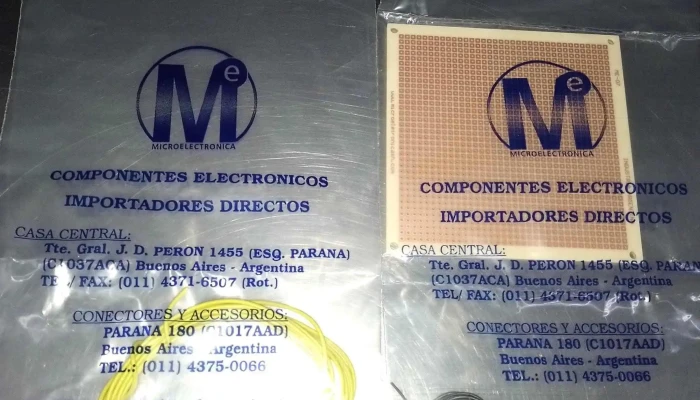 Me
MICROELECTRONICA
COMPONENTES ELECTRONICOS
IMPORTADORES DIRECTOS
CASA CENTRAL:
Tte. Gral. J. D. PERON 1455 (ESQ. PARANA)
(C1037ACA) Buenos Aires - Argentina
TEL/ FAX: (011) 4371-6507 (Rot.)
CONECTORES Y ACCESORIOS:
PARANA 180 (C1017AAD)
Buenos Aires - Argentina
TEL.: (011) 4375-0066
Me
MICROELECTRONICA
COMPONENTES ELECTRONICOS
IMPORTADORES DIRECTOS
CASA CENTRAL:
Tte. Gral. J. D. PERON 1455 (ESQ. PARAN
(C1037ACA) Buenos Aires - Argentina
TEL/ FAX: (011) 4371-6507 (Rot.)
CONECTORES Y ACCESORIOS:
PARANA 180 (C1017AAD)
Buenos Aires - Argentina
TEL.: (011) 4375-0066